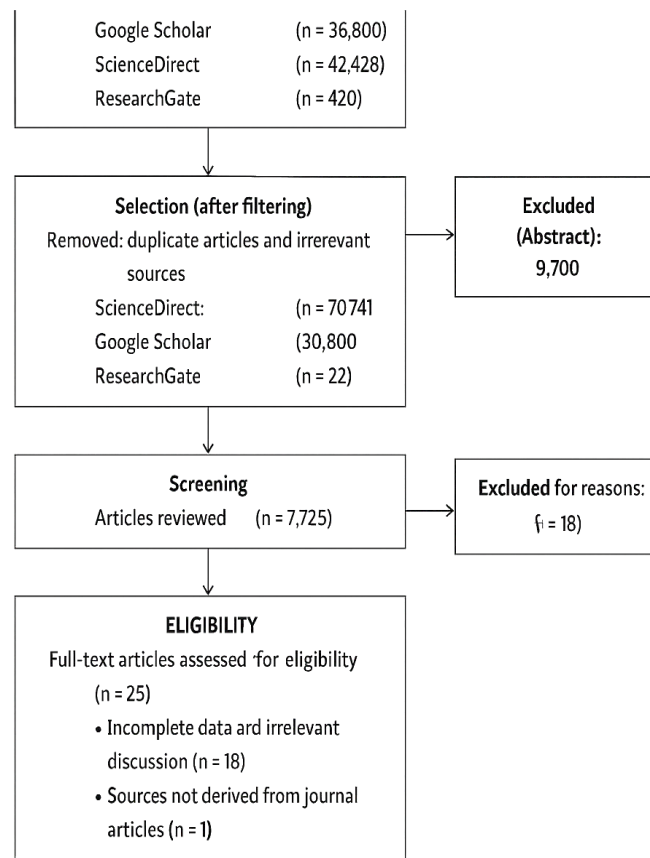 Google Scholar (n = 36,800)
ScienceDirect (n = 42,428)
ResearchGate (n = 420)
Selection (after filtering)
Removed: duplicate articles and irrerevant
sources
ScienceDirect: (n = 70741
Google Scholar (30,800
ResearchGate (n = 22)
Excluded
(Abstract):
9,700
Screening
Articles reviewed (n = 7,725)
Excluded for reasons:
= 18)
ELIGIBILITY
Full-text articles assessed for eligibility
(n = 25)
• Incomplete data ard irrelevant
discussion (n = 18)
• Sources not derived from journal
articles (n = 1)